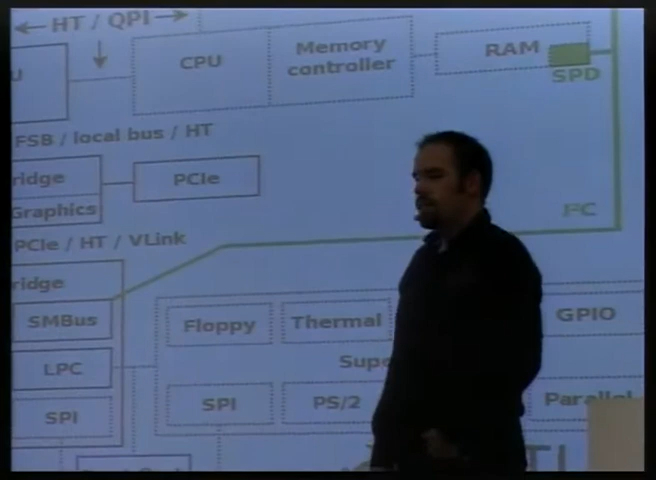 HT / QPI
CPU
Memory
controller
RAM
SPD
FSB / local bus / HT
ridge
PCIe
Graphics
I²C
PCIe / HT / VLink
ridge
SMBus
Floppy
Thermal
GPIO
LPC
Supe
SPI
SPI
PS/2
Parallel